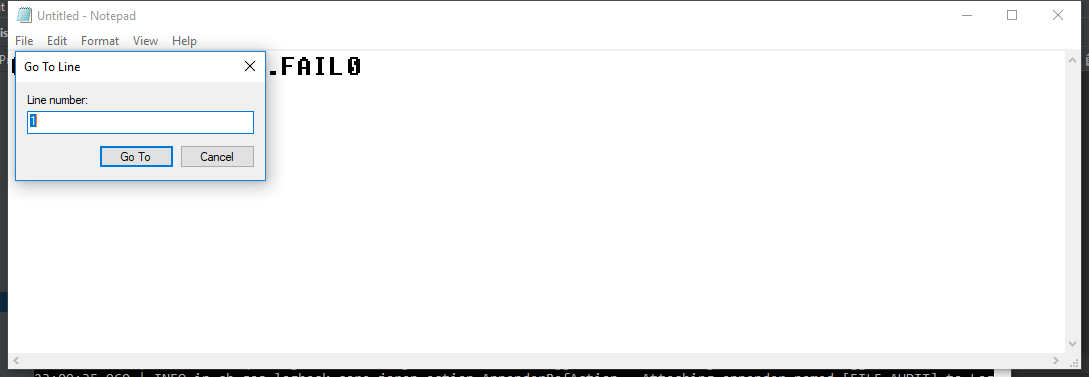 Untitled - Notepad
File Edit Format View Help
.FAIL0
Go To Line
Line number:
1
Go To Cancel